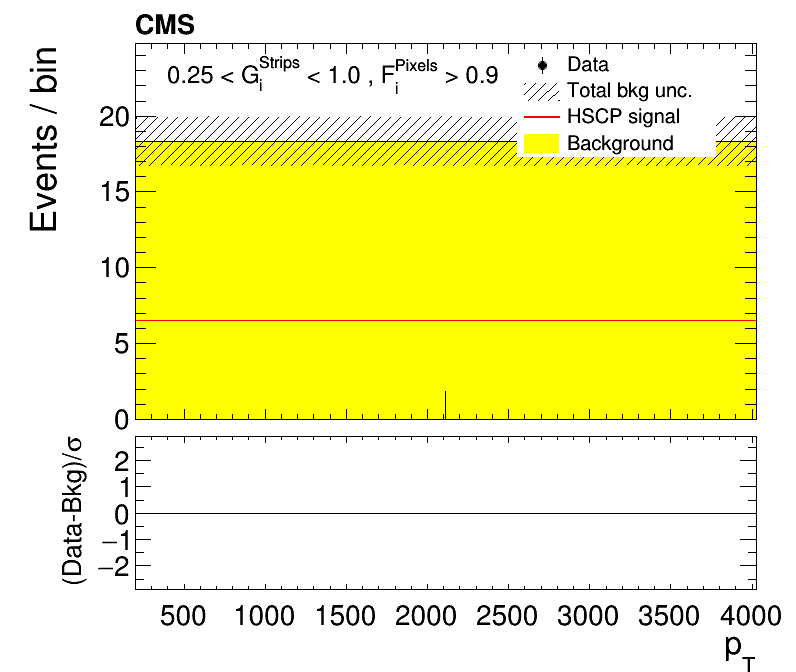 CMS
0.25 < G_i^Strips < 1.0 , F_i^Pixels > 0.9
Data
Total bkg unc.
HSCP signal
Background
Events / bin
20
15
10
5
0
(Data-Bkg)/σ
2
1
0
−1
−2
500 1000 1500 2000 2500 3000 3500 4000
p_T